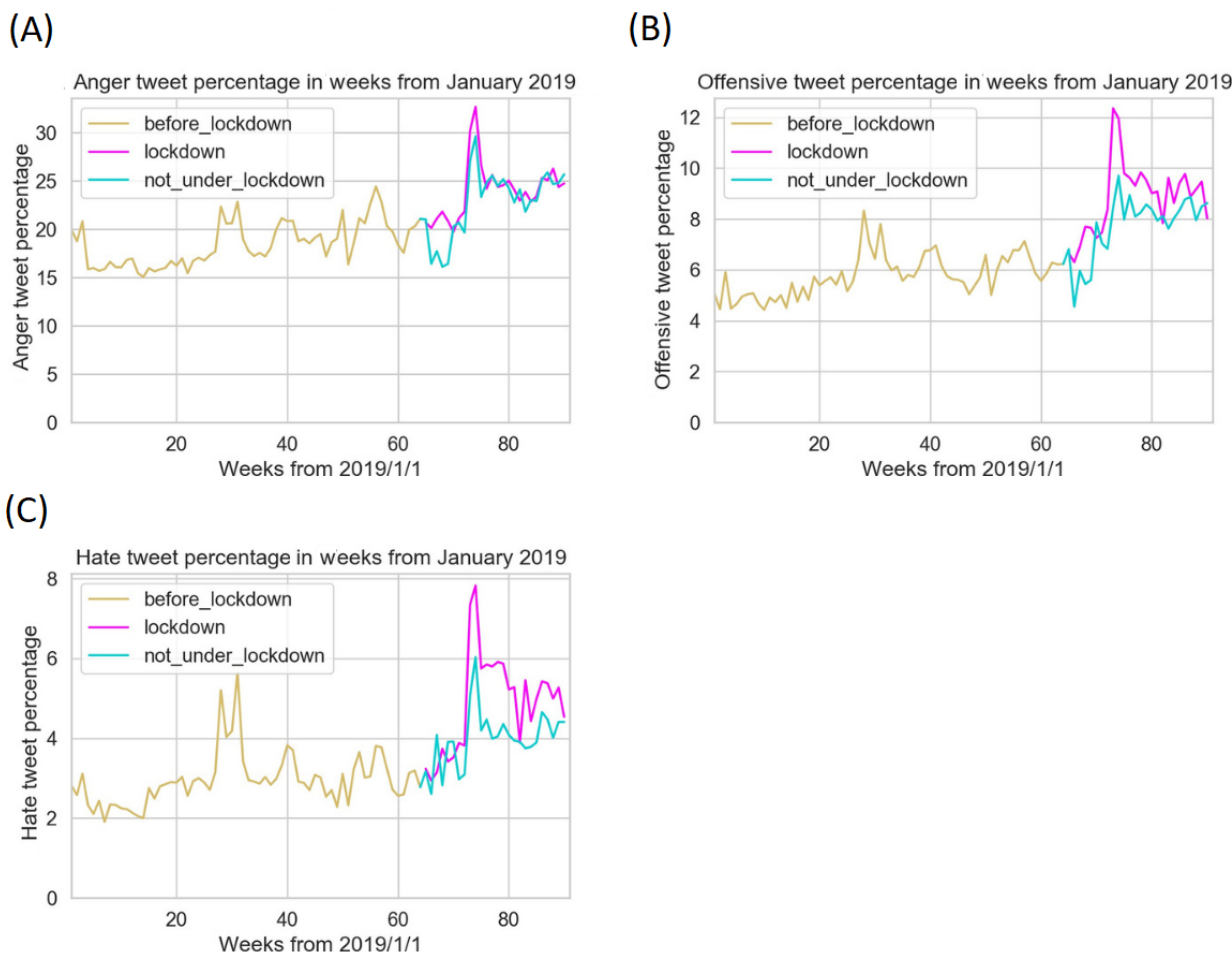 (A)
Anger tweet percentage in weeks from January 2019
before_lockdown
lockdown
not_under_lockdown
Anger tweet percentage
30
25
20
15
10
5
0
20 40 60 80
Weeks from 2019/1/1
(B)
Offensive tweet percentage in weeks from January 2019
before_lockdown
lockdown
not_under_lockdown
Offensive tweet percentage
12
10
8
6
4
2
0
20 40 60 80
Weeks from 2019/1/1
(C)
Hate tweet percentage in weeks from January 2019
before_lockdown
lockdown
not_under_lockdown
Hate tweet percentage
8
6
4
2
0
20 40 60 80
Weeks from 2019/1/1